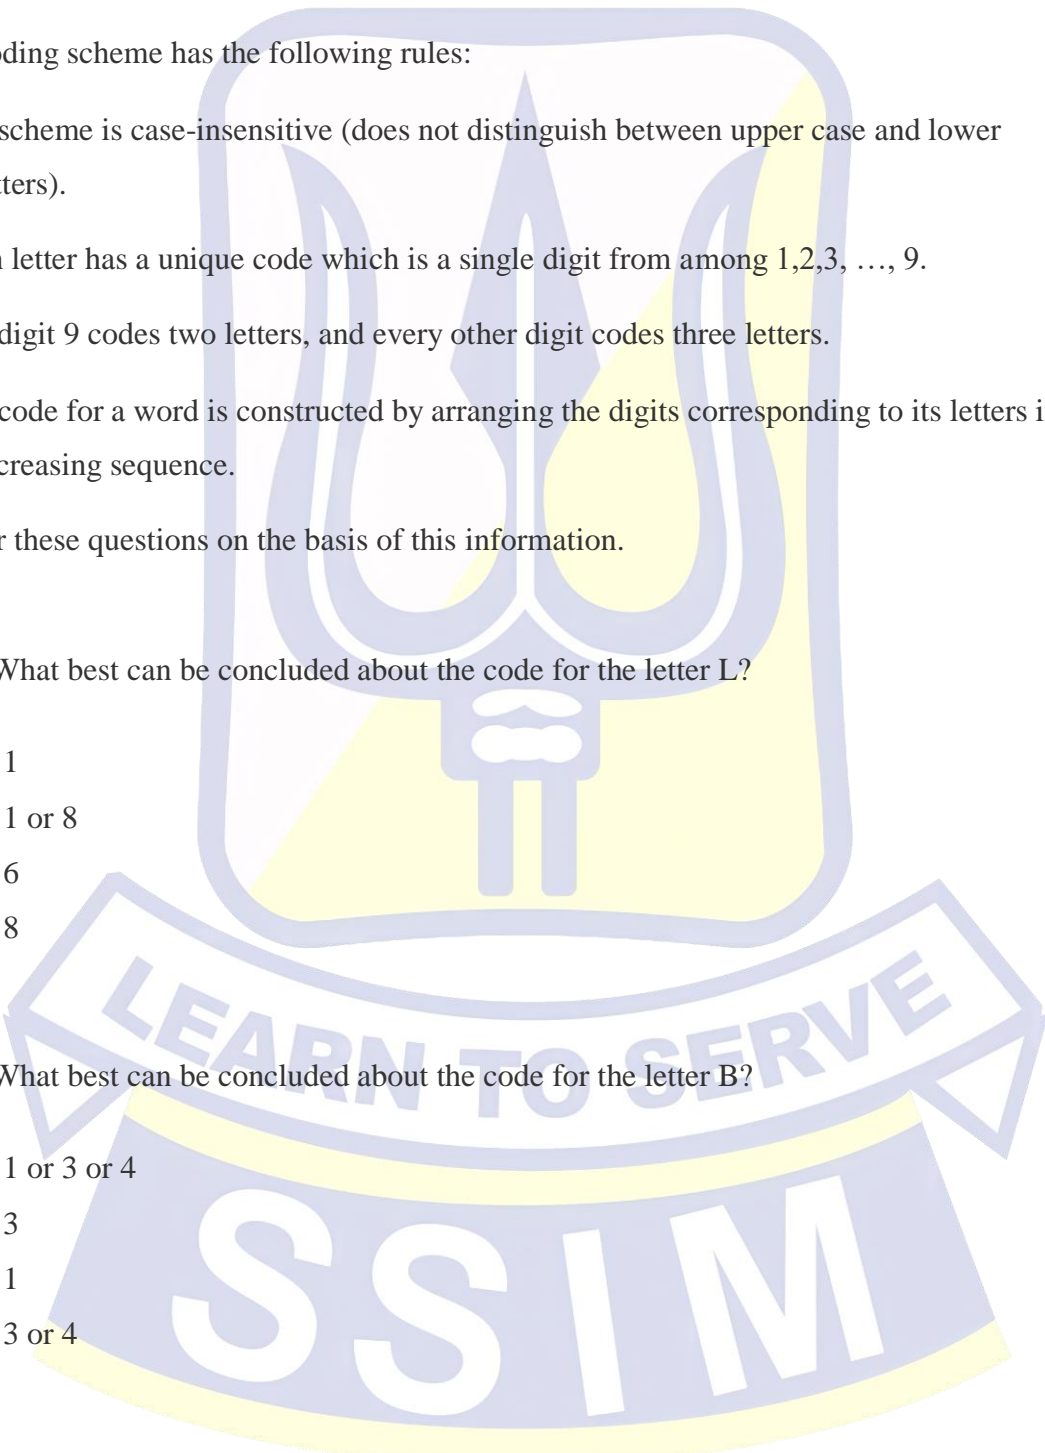 oding scheme has the following rules:
scheme is case-insensitive (does not distinguish between upper case and lower
tters).
letter has a unique code which is a single digit from among 1,2,3, …, 9.
digit 9 codes two letters, and every other digit codes three letters.
code for a word is constructed by arranging the digits corresponding to its letters i
creasing sequence.
r these questions on the basis of this information.
What best can be concluded about the code for the letter L?
1
1 or 8
6
8
LEARN TO SERVE
What best can be concluded about the code for the letter B?
1 or 3 or 4
3
1
3 or 4
SSIM